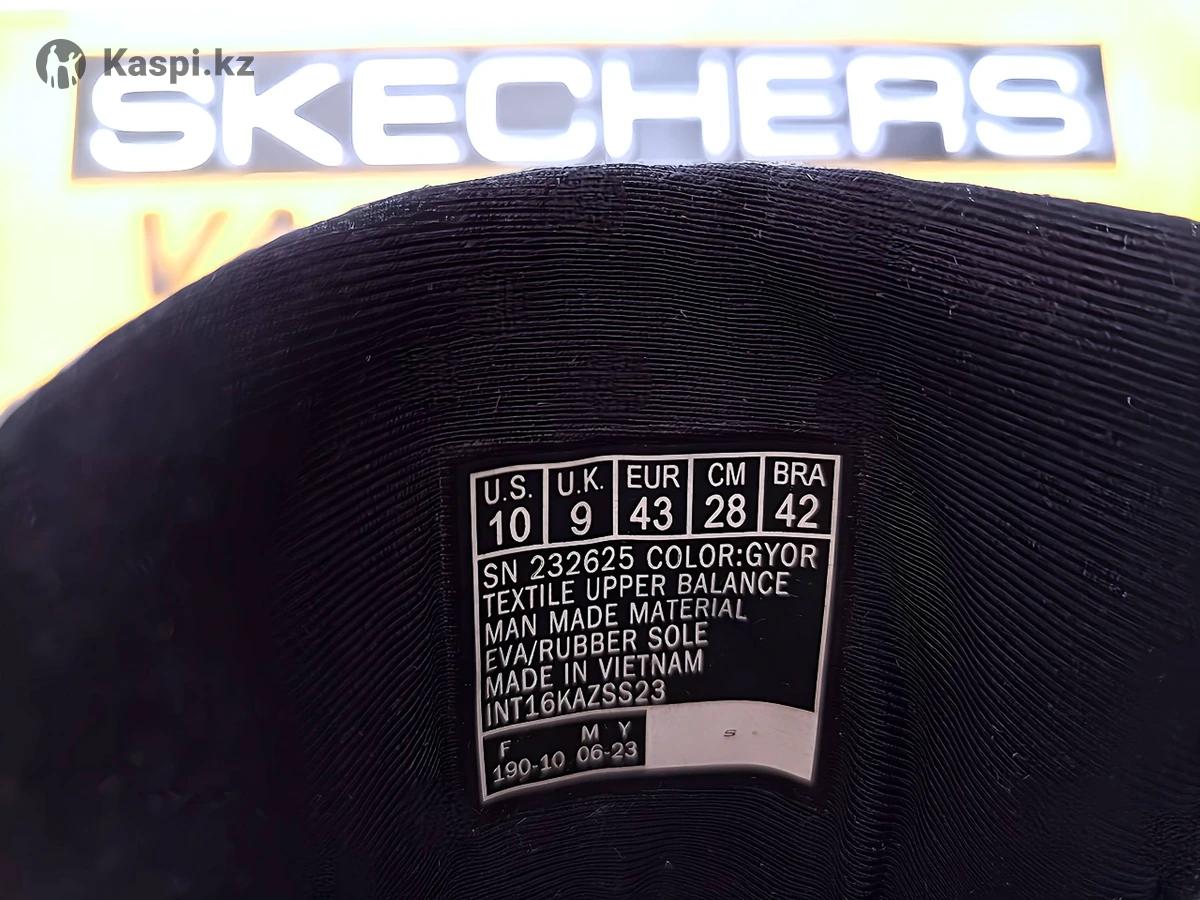 Kaspi.kz
SKECHERS
U.S. U.K. EUR CM BRA
10 9 43 28 42
SN 232625 COLOR:GYOR
TEXTILE UPPER BALANCE
MAN MADE MATERIAL
EVA/RUBBER SOLE
MADE IN VIETNAM
INT16KAZSS23
F M Y
190-10 06-23
S